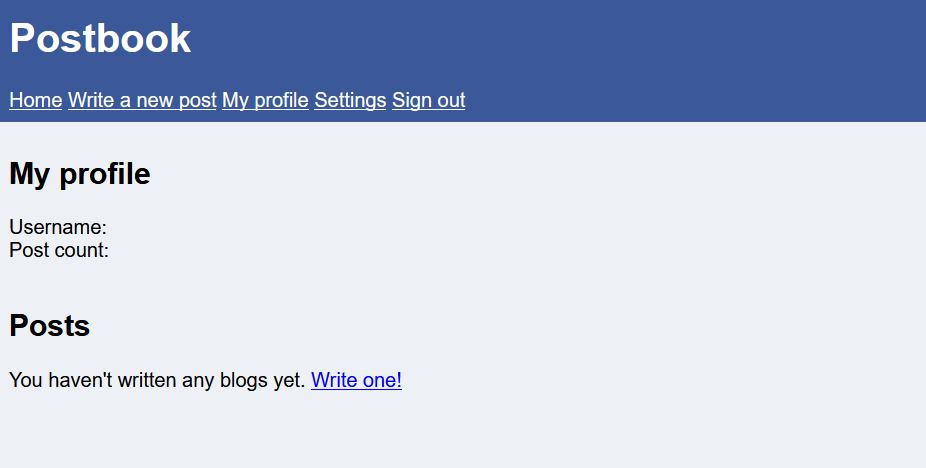 Postbook
Home Write a new post My profile Settings Sign out
My profile
Username:
Post count:
Posts
You haven't written any blogs yet. Write one!